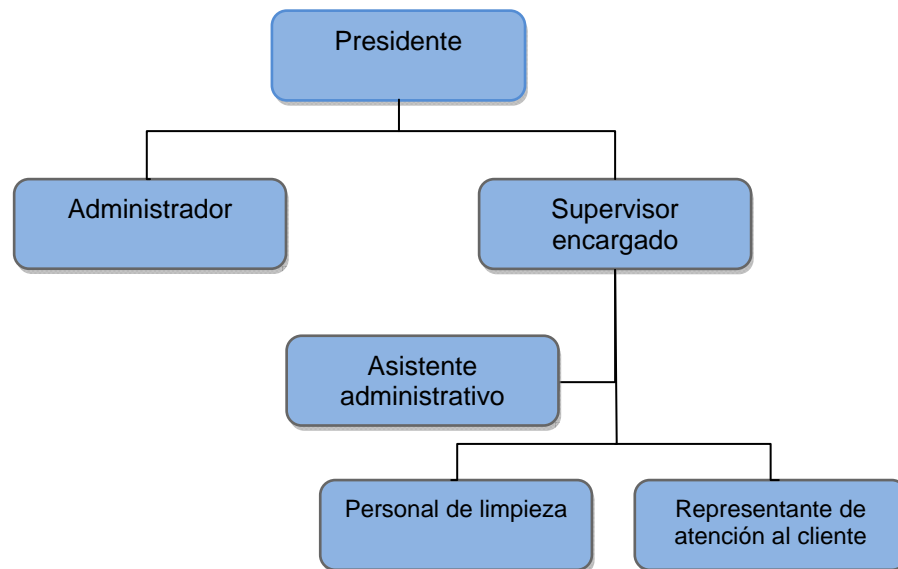 Presidente
Administrador
Supervisor
encargado
Asistente
administrativo
Personal de limpieza
Representante de
atención al cliente